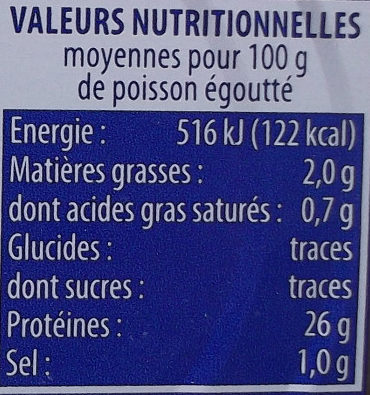 VALEURS NUTRITIONNELLES
moyennes pour 100 g
de poisson égoutté
Energie : 516 kJ (122 kcal)
Matières grasses : 2,0 g
dont acides gras saturés : 0,7 g
Glucides : traces
dont sucres : traces
Protéines : 26 g
Sel : 1,0 g